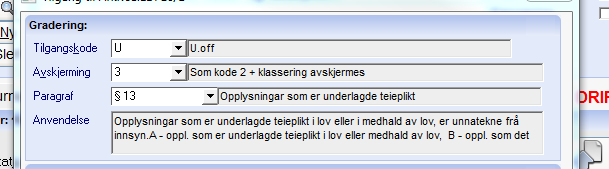 Gradering:
Tilgangskode U U.off
Avskjerming 3 Som kode 2 + klassering avskjermes
Paragraf § 13 Opplysningar som er underlagde teieplikt
Anvendelse Opplysningar som er underlagde teieplikt i lov eller i medhald av lov, er unnatekne frå
innsyn.A - oppl. som er underlagde teieplikt i lov eller medhald av lov, B - oppl. som det